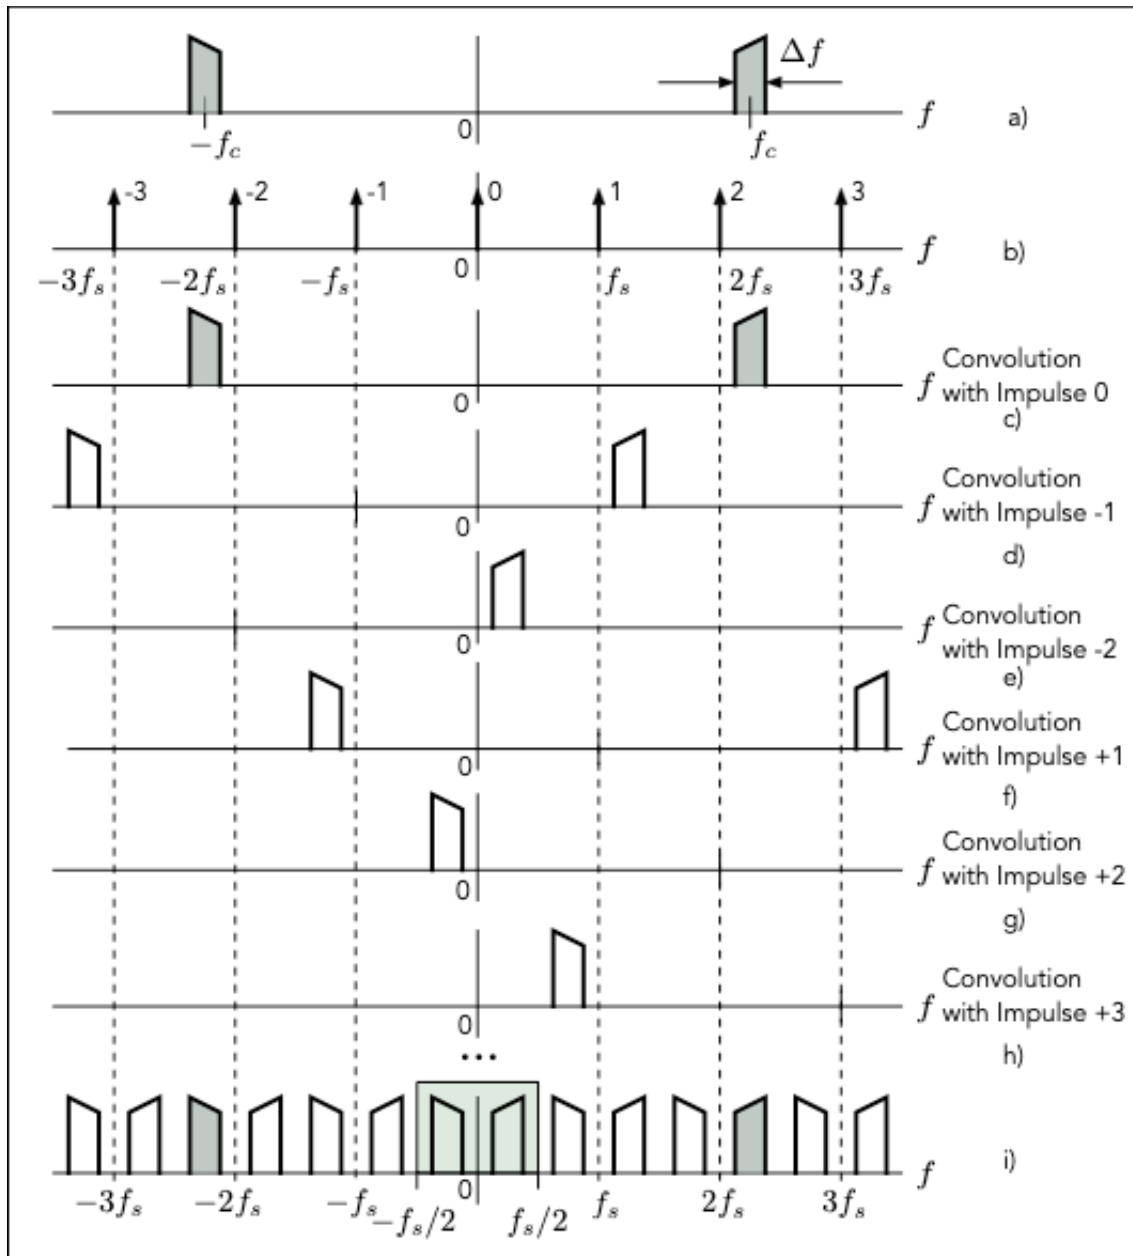 Δf
0
−f_c
f_c
f
a)
-3
-2
-1
0
1
2
3
0
f
b)
−3f_s
−2f_s
−f_s
f_s
2f_s
3f_s
Convolution
0
f
with Impulse 0
c)
Convolution
0
f
with Impulse -1
d)
Convolution
0
f
with Impulse -2
e)
Convolution
0
f
with Impulse +1
f)
Convolution
0
f
with Impulse +2
g)
Convolution
0
f
with Impulse +3
h)
...
0
f
i)
−3f_s
−2f_s
−f_s
−f_s/2
f_s/2
f_s
2f_s
3f_s